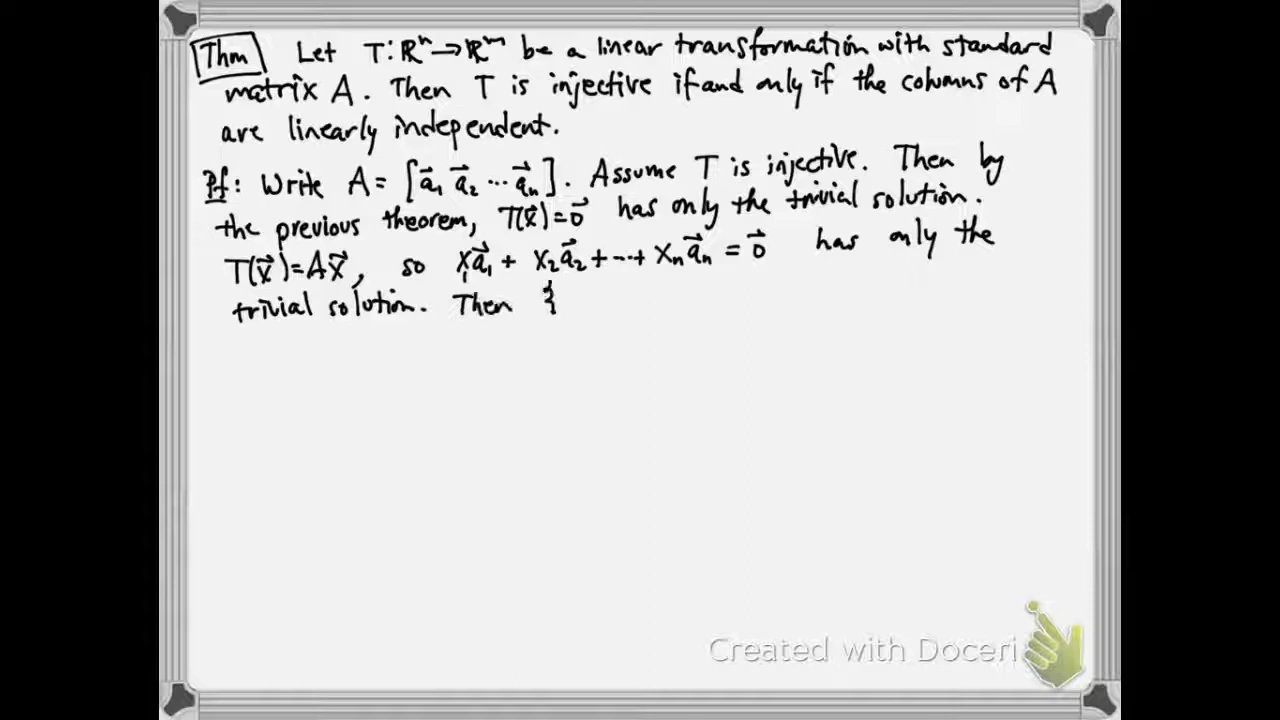 Thm Let T: ℝⁿ→ℝᵐ be a linear transformation with standard
matrix A. Then T is injective if and only if the columns of A
are linearly independent.
Pf: Write A = [a⃗₁ a⃗₂ ... a⃗ₙ]. Assume T is injective. Then by
the previous theorem, T(x⃗)=0⃗ has only the trivial solution.
T(x⃗)=Ax⃗, so x₁a⃗₁ + x₂a⃗₂ + ... + xₙa⃗ₙ = 0⃗ has only the
trivial solution. Then {
Created with Doceri